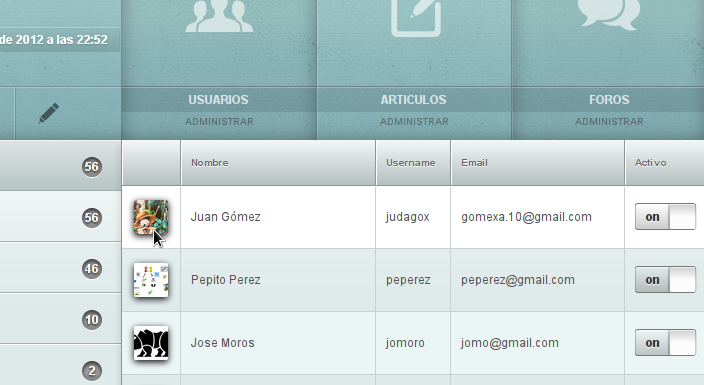 de 2012 a las 22:52
USUARIOS ARTICULOS FOROS
ADMINISTRAR ADMINISTRAR ADMINISTRAR
56 Nombre Username Email Activo
56 Juan Gómez judagox gomexa.10@gmail.com on
46 Pepito Perez peperez peperez@gmail.com on
10 Jose Moros jomoro jomo@gmail.com on
2